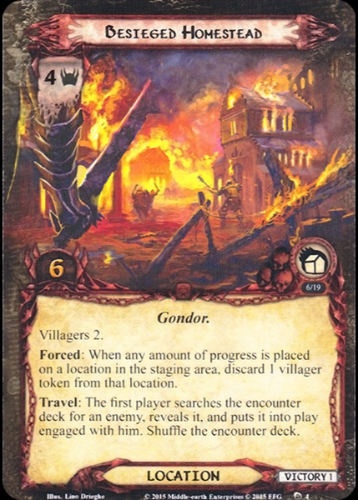 Besieged Homestead
4
6
6/19
Gondor.
Villagers 2.
Forced: When any amount of progress is placed
on a location in the staging area, discard 1 villager
token from that location.
Travel: The first player searches the encounter
deck for an enemy, reveals it, and puts it into play
engaged with him. Shuffle the encounter deck.
LOCATION
VICTORY 1
Illus. Lino Drieghe
© 2015 Middle-earth Enterprises © 2015 FFG
4